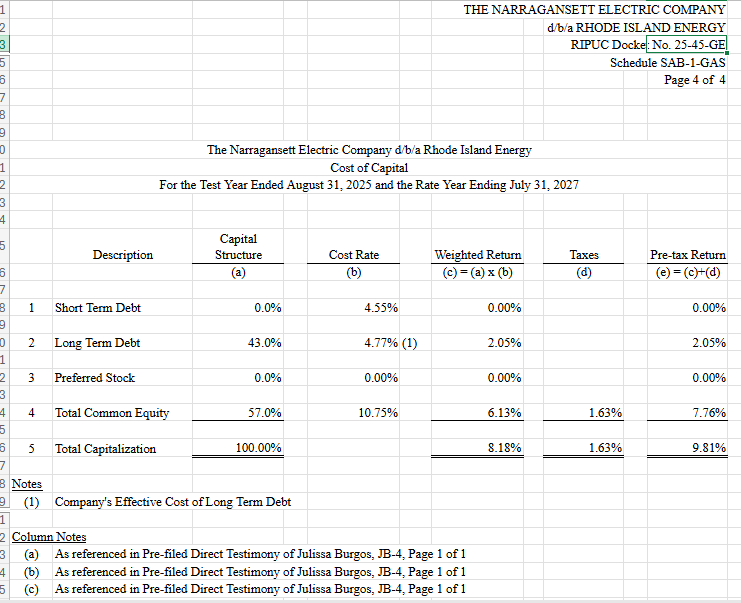 THE NARRAGANSETT ELECTRIC COMPANY
d/b/a RHODE ISLAND ENERGY
RIPUC Docket No. 25-45-GE
Schedule SAB-1-GAS
Page 4 of 4
The Narragansett Electric Company d/b/a Rhode Island Energy
Cost of Capital
For the Test Year Ended August 31, 2025 and the Rate Year Ending July 31, 2027
Capital
Description Structure Cost Rate Weighted Return Taxes Pre-tax Return
(a) (b) (c) = (a) x (b) (d) (e) = (c)+(d)
1 Short Term Debt 0.0% 4.55% 0.00% 0.00%
2 Long Term Debt 43.0% 4.77% (1) 2.05% 2.05%
3 Preferred Stock 0.0% 0.00% 0.00% 0.00%
4 Total Common Equity 57.0% 10.75% 6.13% 1.63% 7.76%
5 Total Capitalization 100.00% 8.18% 1.63% 9.81%
Notes
(1) Company's Effective Cost of Long Term Debt
Column Notes
(a) As referenced in Pre-filed Direct Testimony of Julissa Burgos, JB-4, Page 1 of 1
(b) As referenced in Pre-filed Direct Testimony of Julissa Burgos, JB-4, Page 1 of 1
(c) As referenced in Pre-filed Direct Testimony of Julissa Burgos, JB-4, Page 1 of 1